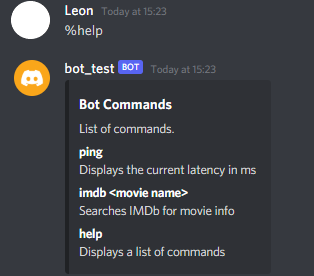 Leon Today at 15:23
%help
bot_test BOT Today at 15:23
Bot Commands
List of commands.
ping
Displays the current latency in ms
imdb <movie name>
Searches IMDb for movie info
help
Displays a list of commands